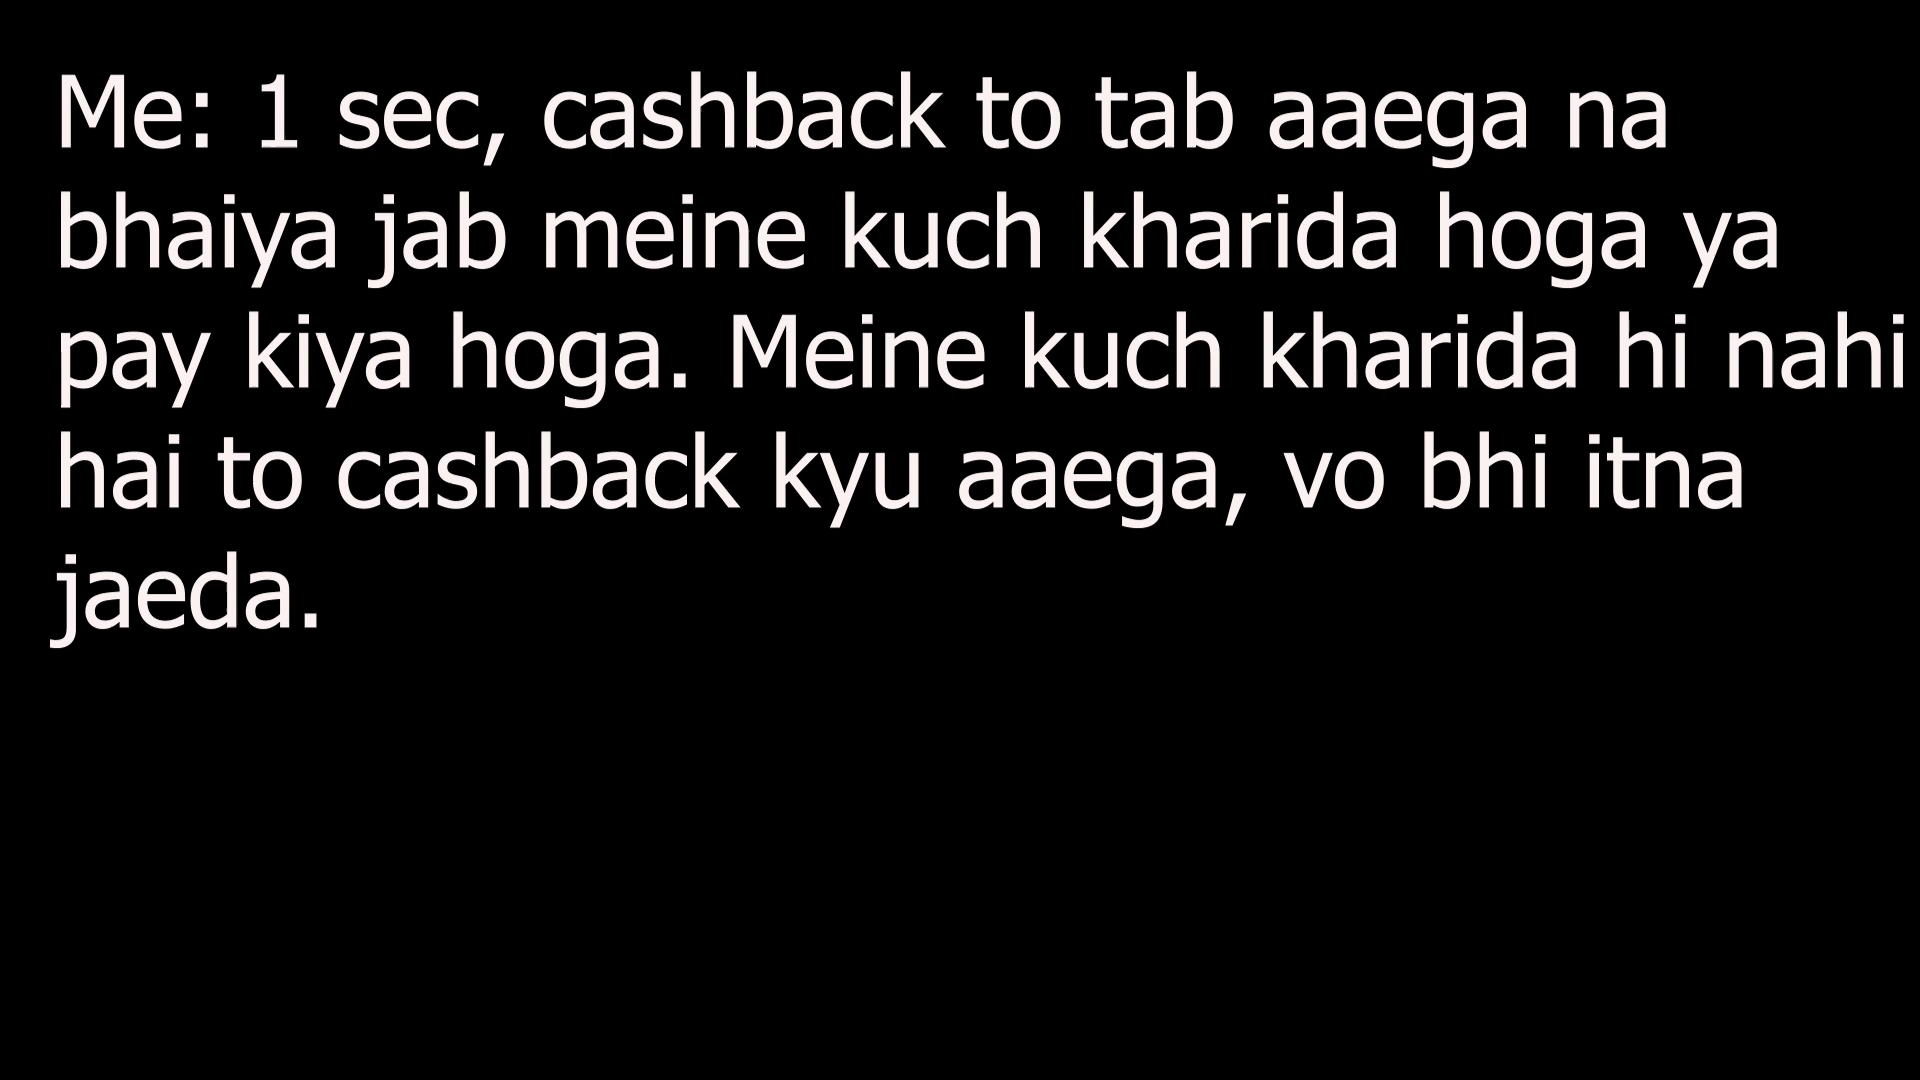 Me: 1 sec, cashback to tab aaega na
bhaiya jab meine kuch kharida hoga ya
pay kiya hoga. Meine kuch kharida hi nahi
hai to cashback kyu aaega, vo bhi itna
jaeda.